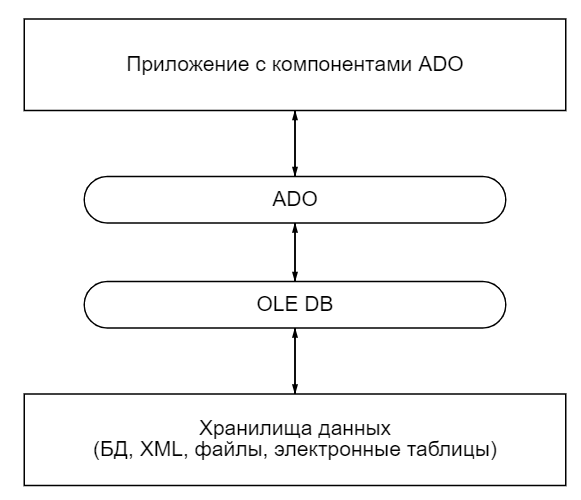 Приложение с компонентами ADO
ADO
OLE DB
Хранилища данных
(БД, XML, файлы, электронные таблицы)